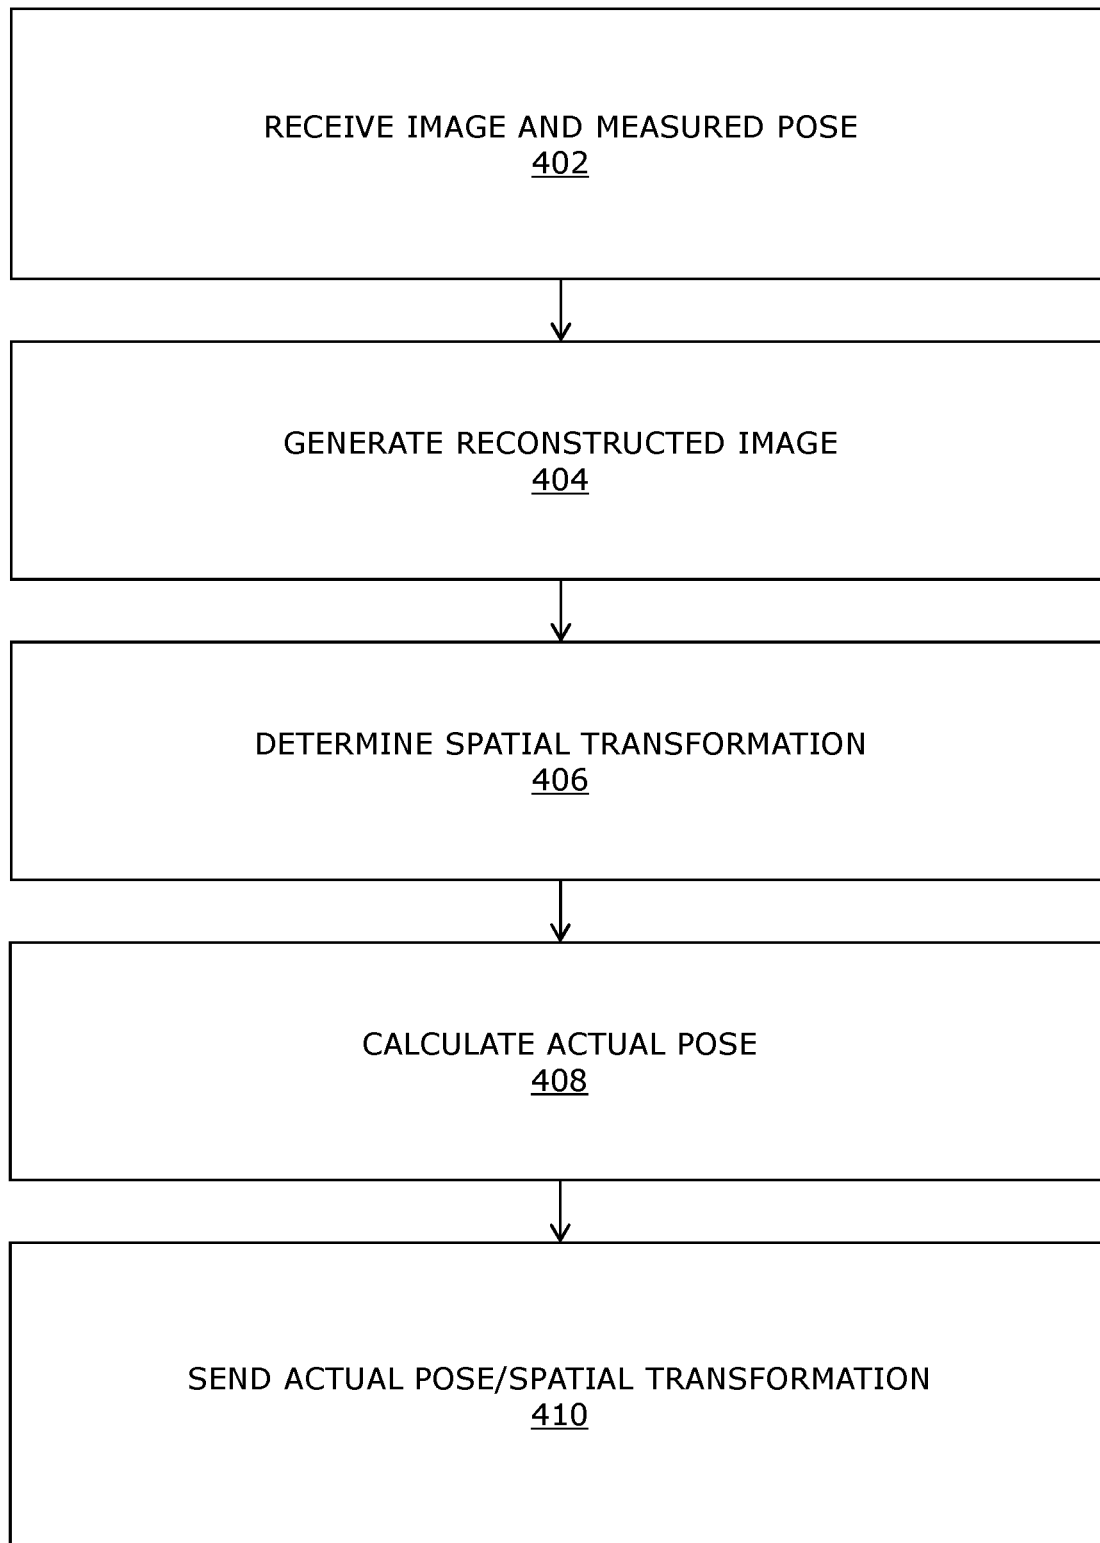 RECEIVE IMAGE AND MEASURED POSE
402
GENERATE RECONSTRUCTED IMAGE
404
DETERMINE SPATIAL TRANSFORMATION
406
CALCULATE ACTUAL POSE
408
SEND ACTUAL POSE/SPATIAL TRANSFORMATION
410